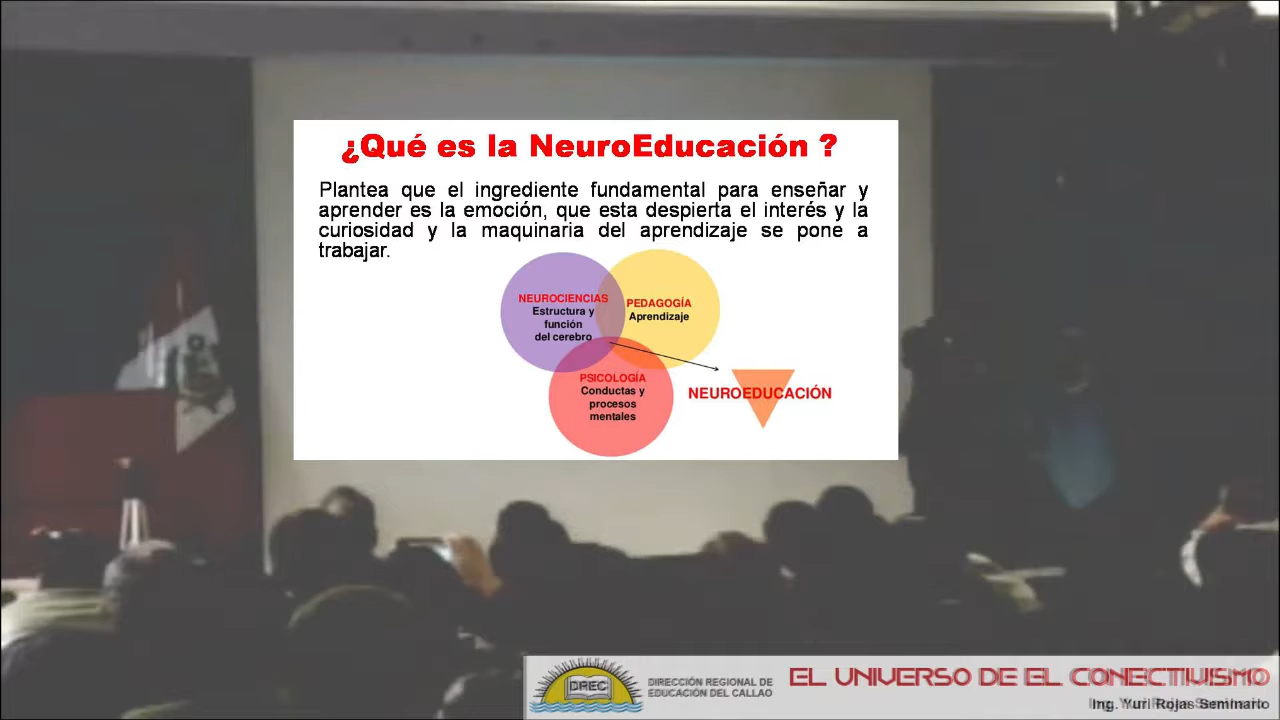 ¿Qué es la NeuroEducación ?
Plantea que el ingrediente fundamental para enseñar y
aprender es la emoción, que esta despierta el interés y la
curiosidad y la maquinaria del aprendizaje se pone a
trabajar.
NEUROCIENCIAS
Estructura y
función
del cerebro
PEDAGOGÍA
Aprendizaje
PSICOLOGÍA
Conductas y
procesos
mentales
NEUROEDUCACIÓN
DREC
DIRECCIÓN REGIONAL DE
EDUCACIÓN DEL CALLAO
EL UNIVERSO DE EL CONECTIVISMO
Ing. Yuri Rojas Seminario